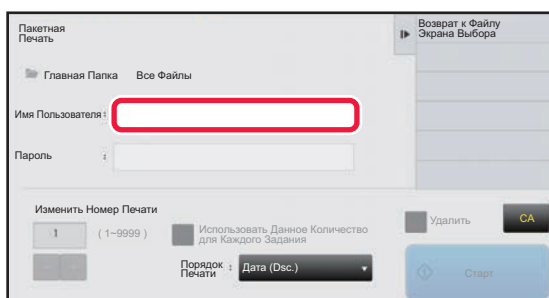 Пакетная
Печать
Возврат к Файлу
Экрана Выбора
Главная Папка Все Файлы
Имя Пользователя :
Пароль :
Изменить Номер Печати
1 ( 1~9999 )
Использовать Данное Количество
для Каждого Задания
Удалить
CA
Порядок
Печати : Дата (Dsc.)
Старт